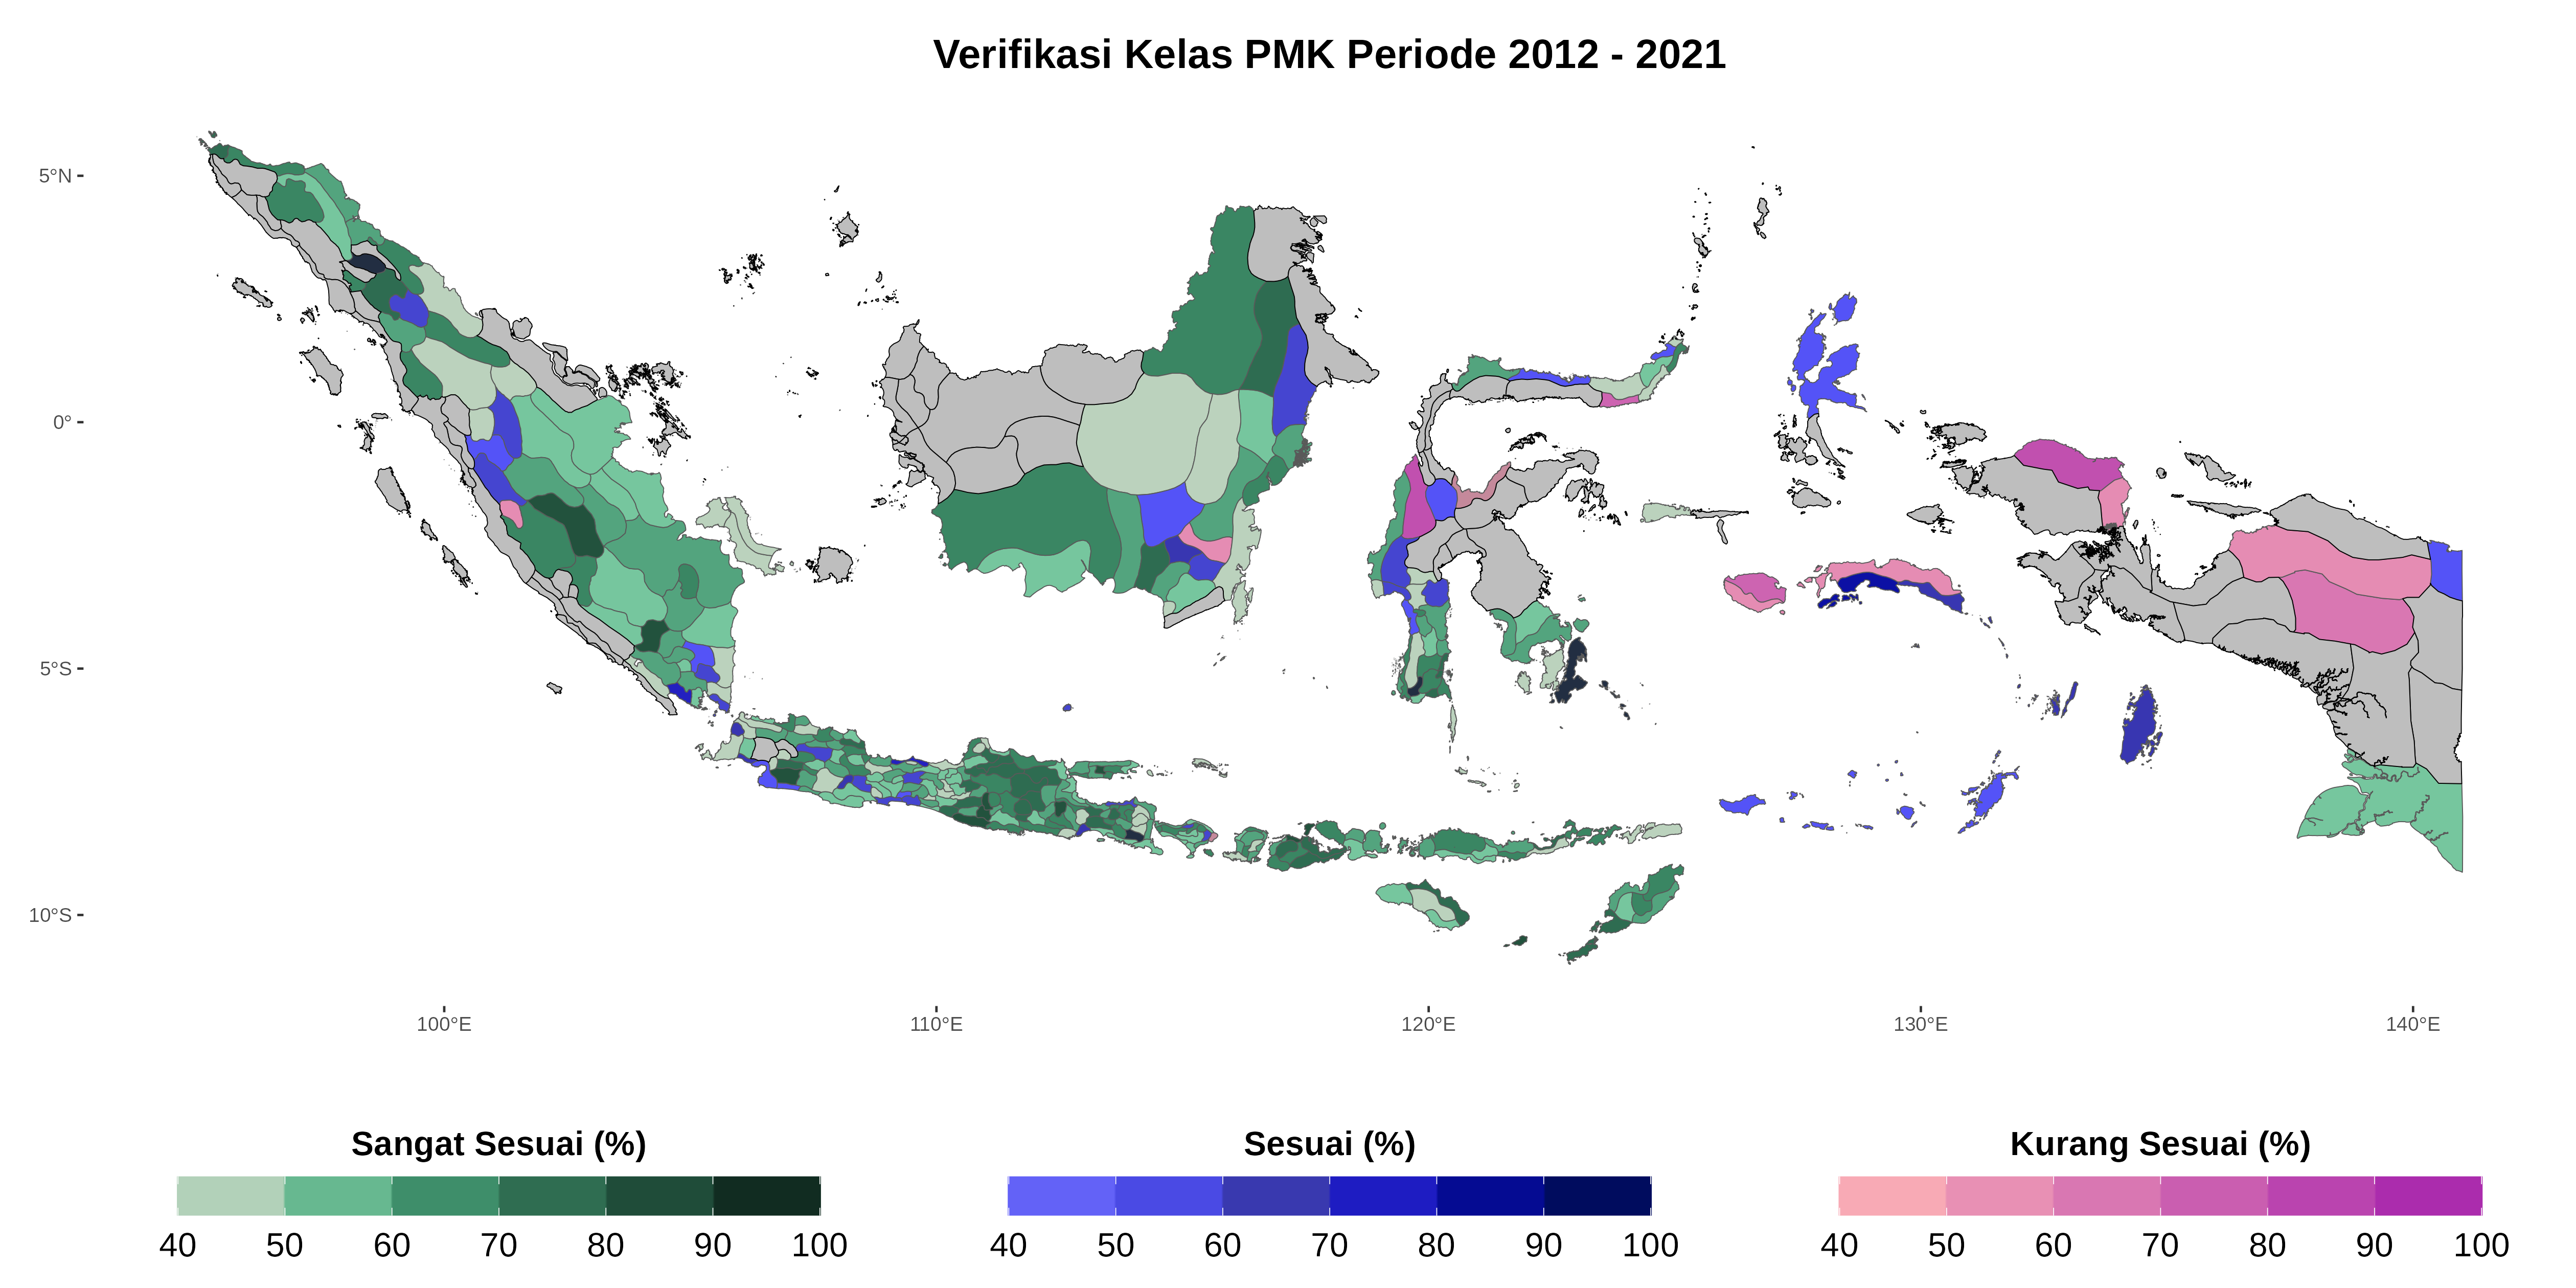 Verifikasi Kelas PMK Periode 2012 - 2021
5°N
0°
5°S
10°S
100°E 110°E 120°E 130°E 140°E
Sangat Sesuai (%)
40 50 60 70 80 90 100
Sesuai (%)
40 50 60 70 80 90 100
Kurang Sesuai (%)
40 50 60 70 80 90 100